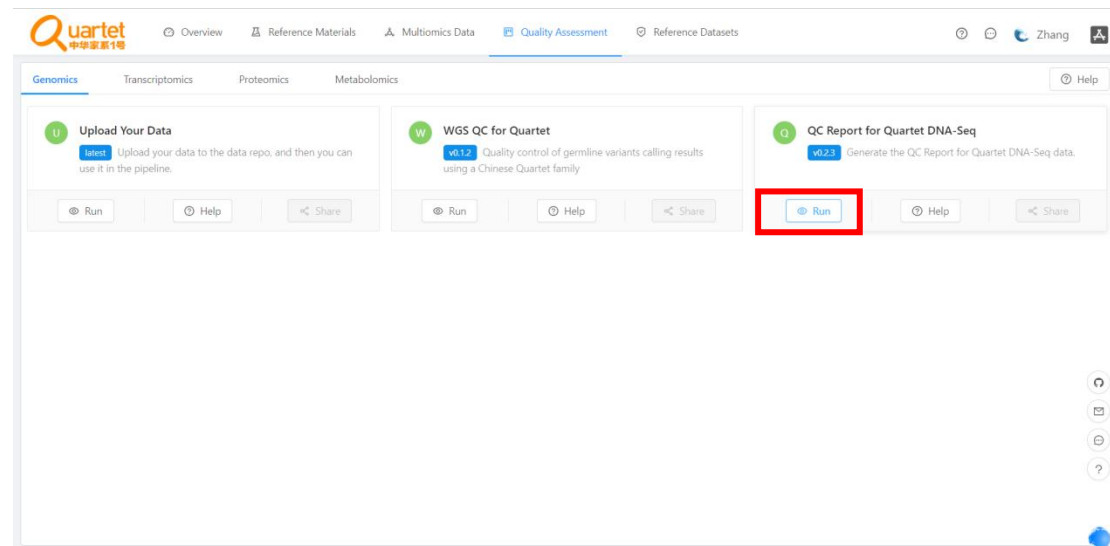 Quartet
中华家系1号
Overview
Reference Materials
Multiomics Data
Quality Assessment
Reference Datasets
Zhang
Genomics
Transcriptomics
Proteomics
Metabolomics
Help
U
Upload Your Data
latest Upload your data to the data repo, and then you can
use it in the pipeline.
Run
Help
Share
W
WGS QC for Quartet
v0.1.2 Quality control of germline variants calling results
using a Chinese Quartet family
Run
Help
Share
Q
QC Report for Quartet DNA-Seq
v0.2.3 Generate the QC Report for Quartet DNA-Seq data.
Run
Help
Share